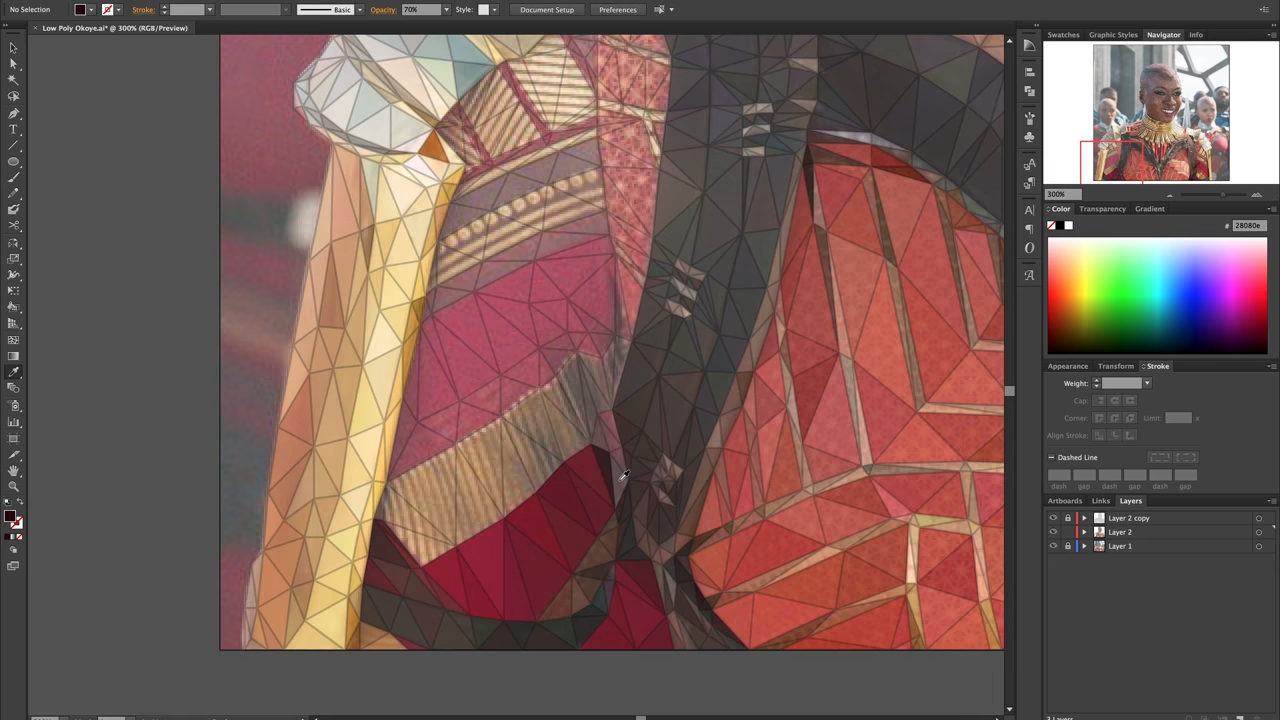 No Selection Stroke: Basic Opacity: 70% Style: Document Setup Preferences
× Low Poly Okoye.ai* @ 300% (RGB/Preview)
Swatches Graphic Styles Navigator Info
300%
Color Transparency Gradient
# 28080e
Appearance Transform Stroke
Weight:
Cap:
Corner: Limit: x
Align Stroke:
Dashed Line
dash gap dash gap dash gap
Artboards Links Layers
Layer 2 copy
Layer 2
Layer 1